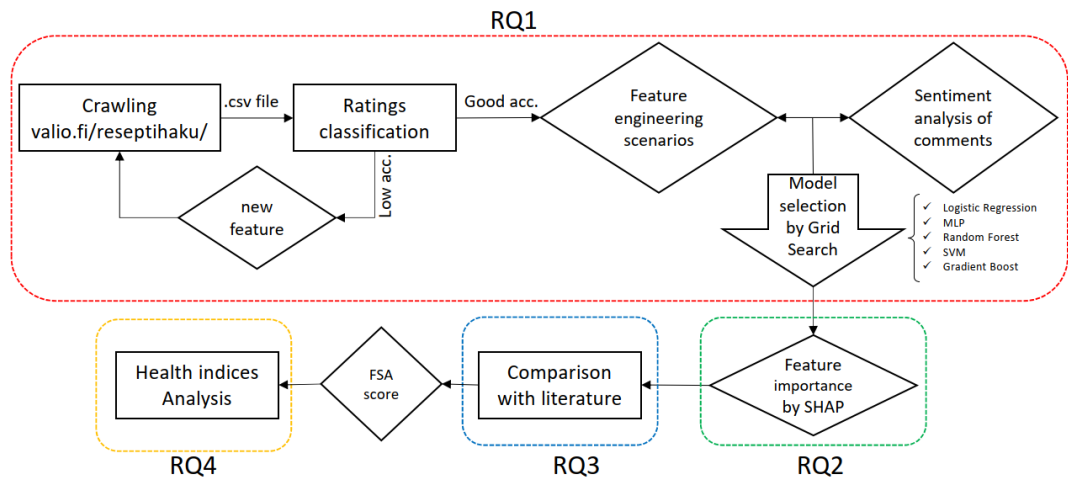 RQ1
Crawling
valio.fi/reseptihaku/
.csv file
Ratings
classification
Good acc.
Low acc.
new
feature
Feature
engineering
scenarios
Sentiment
analysis of
comments
Model
selection
by Grid
Search
✓ Logistic Regression
✓ MLP
✓ Random Forest
✓ SVM
✓ Gradient Boost
Health indices
Analysis
FSA
score
Comparison
with literature
Feature
importance
by SHAP
RQ4
RQ3
RQ2